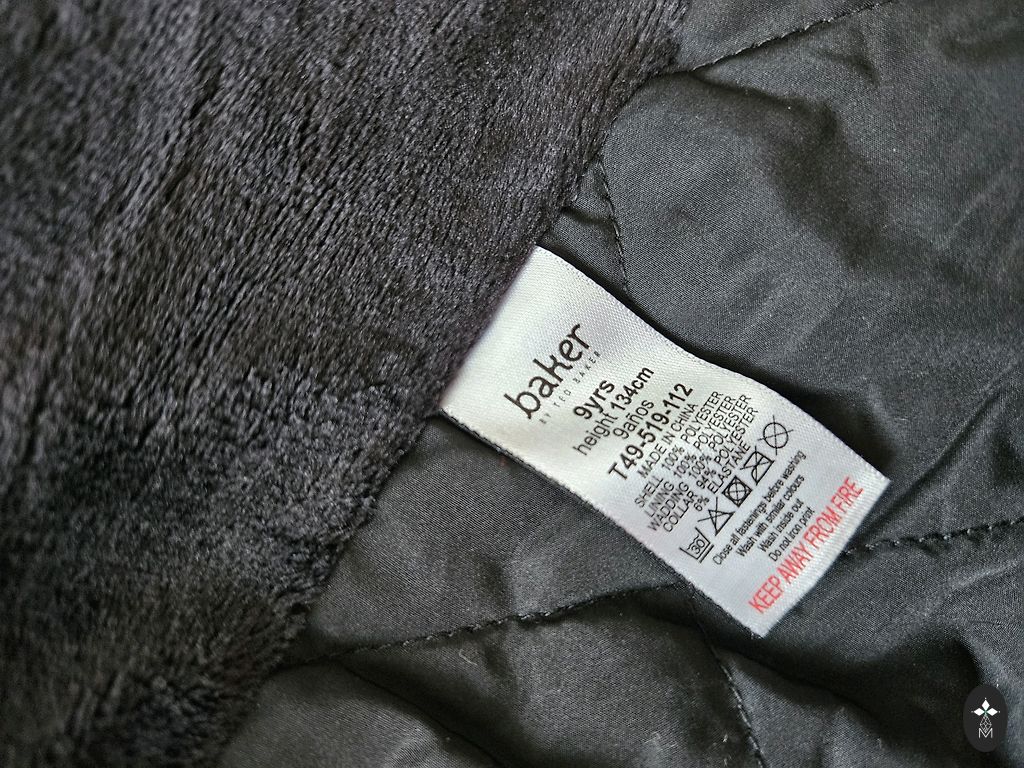 baker
BY TED BAKER
9yrs
height 134cm
9años
T49-519-112
MADE IN CHINA
SHELL 100% POLYESTER
LINING 100% POLYESTER
WADDING 100% POLYESTER
COLLAR 94% POLYESTER
6% ELASTANE
30
Close all fastenings before washing
Wash with similar colours
Wash inside out
Do not iron print
KEEP AWAY FROM FIRE
M